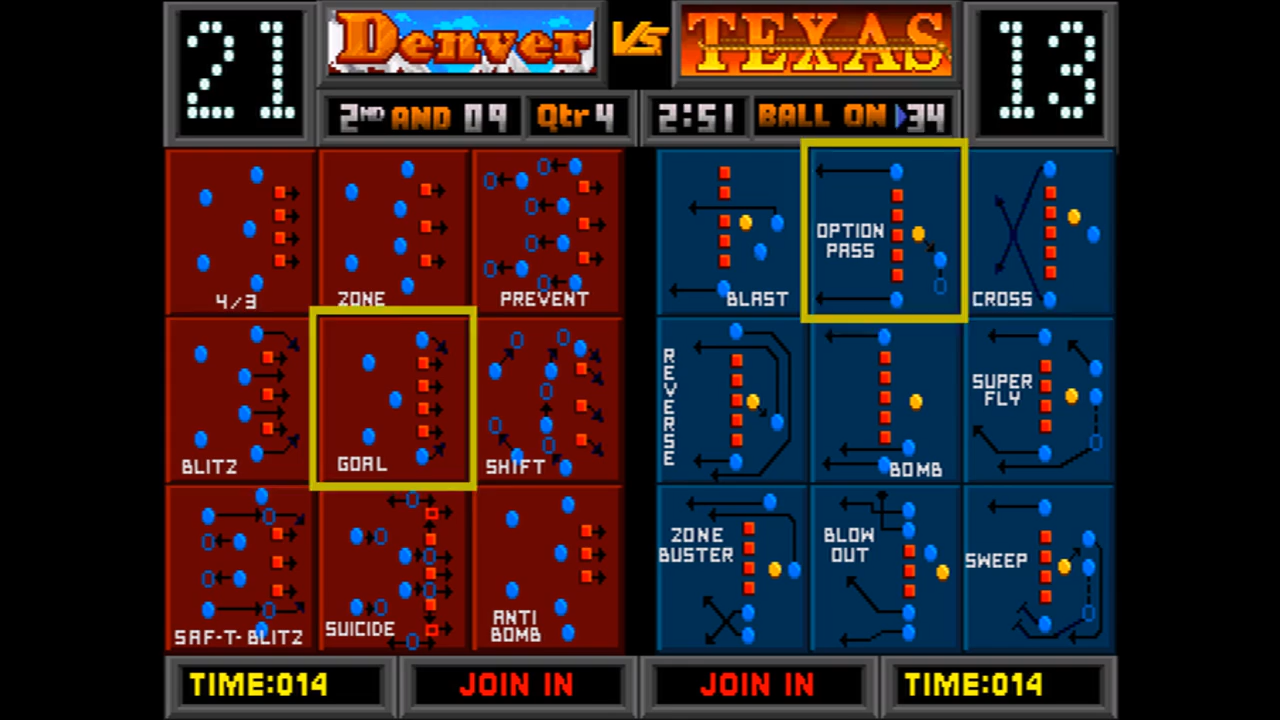 21 Denver VS TEXAS 13
2ND AND 09 Qtr 4 2:51 BALL ON 34
4/3 ZONE PREVENT
BLITZ GOAL SHIFT
SAF-T-BLITZ SUICIDE ANTI
BOMB
BLAST OPTION
PASS CROSS
REVERSE BOMB SUPER
FLY
ZONE
BUSTER BLOW
OUT SWEEP
TIME:014 JOIN IN JOIN IN TIME:014